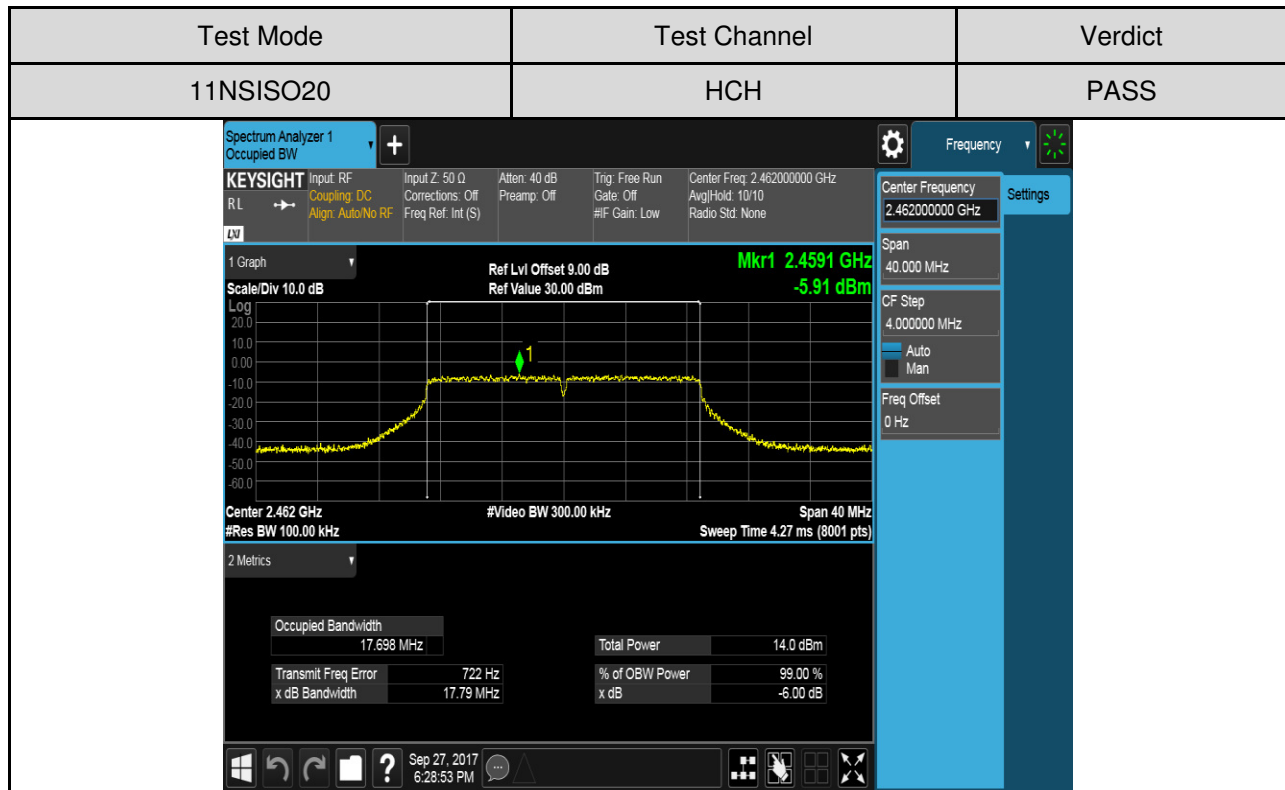 Test Mode Test Channel Verdict
11NSISO20 HCH PASS
Spectrum Analyzer 1
Occupied BW
+
Frequency
KEYSIGHT Input: RF Input Z: 50 Ω Atten: 40 dB Trig: Free Run Center Freq: 2.462000000 GHz
RL Coupling: DC Corrections: Off Preamp: Off Gate: Off Avg|Hold: 10/10
Align: Auto/No RF Freq Ref: Int (S) #IF Gain: Low Radio Std: None
LXI
Center Frequency
2.462000000 GHz
Settings
Span
40.000 MHz
CF Step
4.000000 MHz
Auto
Man
Freq Offset
0 Hz
1 Graph
Ref Lvl Offset 9.00 dB
Mkr1 2.4591 GHz
Scale/Div 10.0 dB
Ref Value 30.00 dBm
-5.91 dBm
Log
20.0
10.0
0.00
-10.0
-20.0
-30.0
-40.0
-50.0
-60.0
1
Center 2.462 GHz #Video BW 300.00 kHz Span 40 MHz
#Res BW 100.00 kHz Sweep Time 4.27 ms (8001 pts)
2 Metrics
Occupied Bandwidth
17.698 MHz
Total Power 14.0 dBm
Transmit Freq Error 722 Hz % of OBW Power 99.00 %
x dB Bandwidth 17.79 MHz x dB -6.00 dB
? Sep 27, 2017
6:28:53 PM